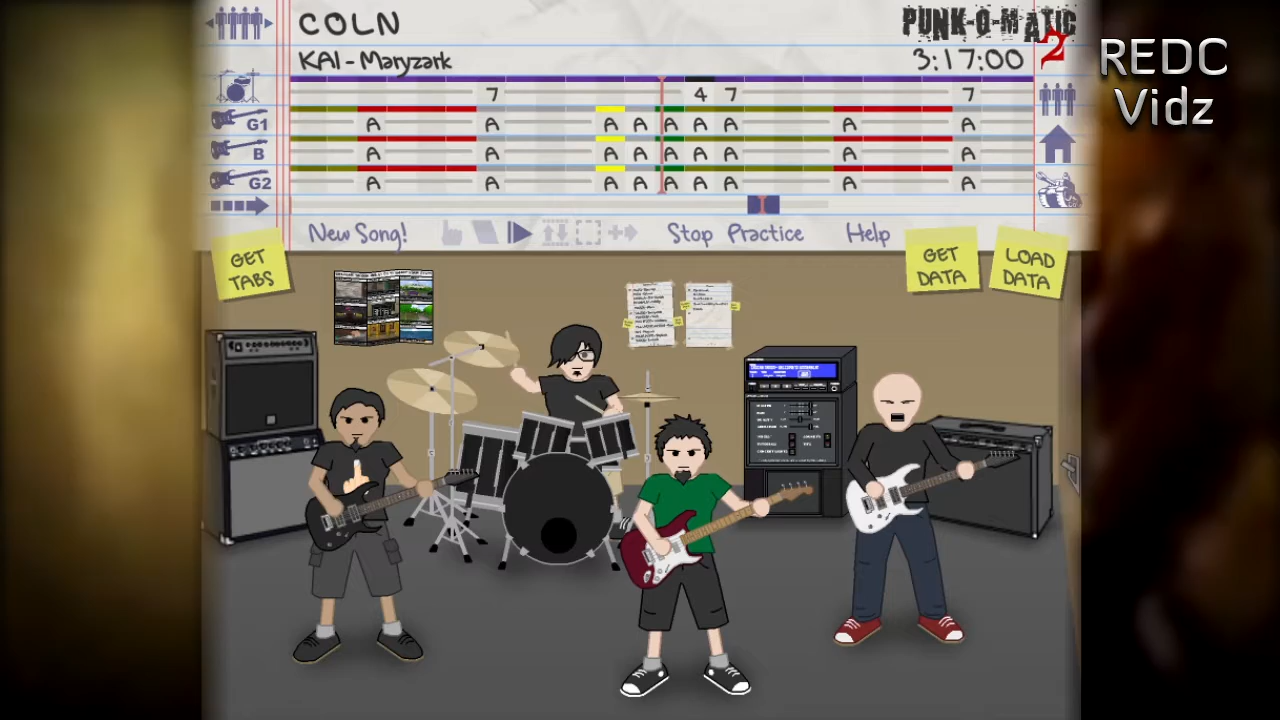 COLN
PUNK-O-MATIC 2
REDC
Vidz
KAI - Maryzark
3:17:00
7 4 7 7
G1 A A A A A A A A A
B A A A A A A A A A
G2 A A A A A A A A A
New Song!
Stop Practice
Help
GET
TABS
GET
DATA
LOAD
DATA